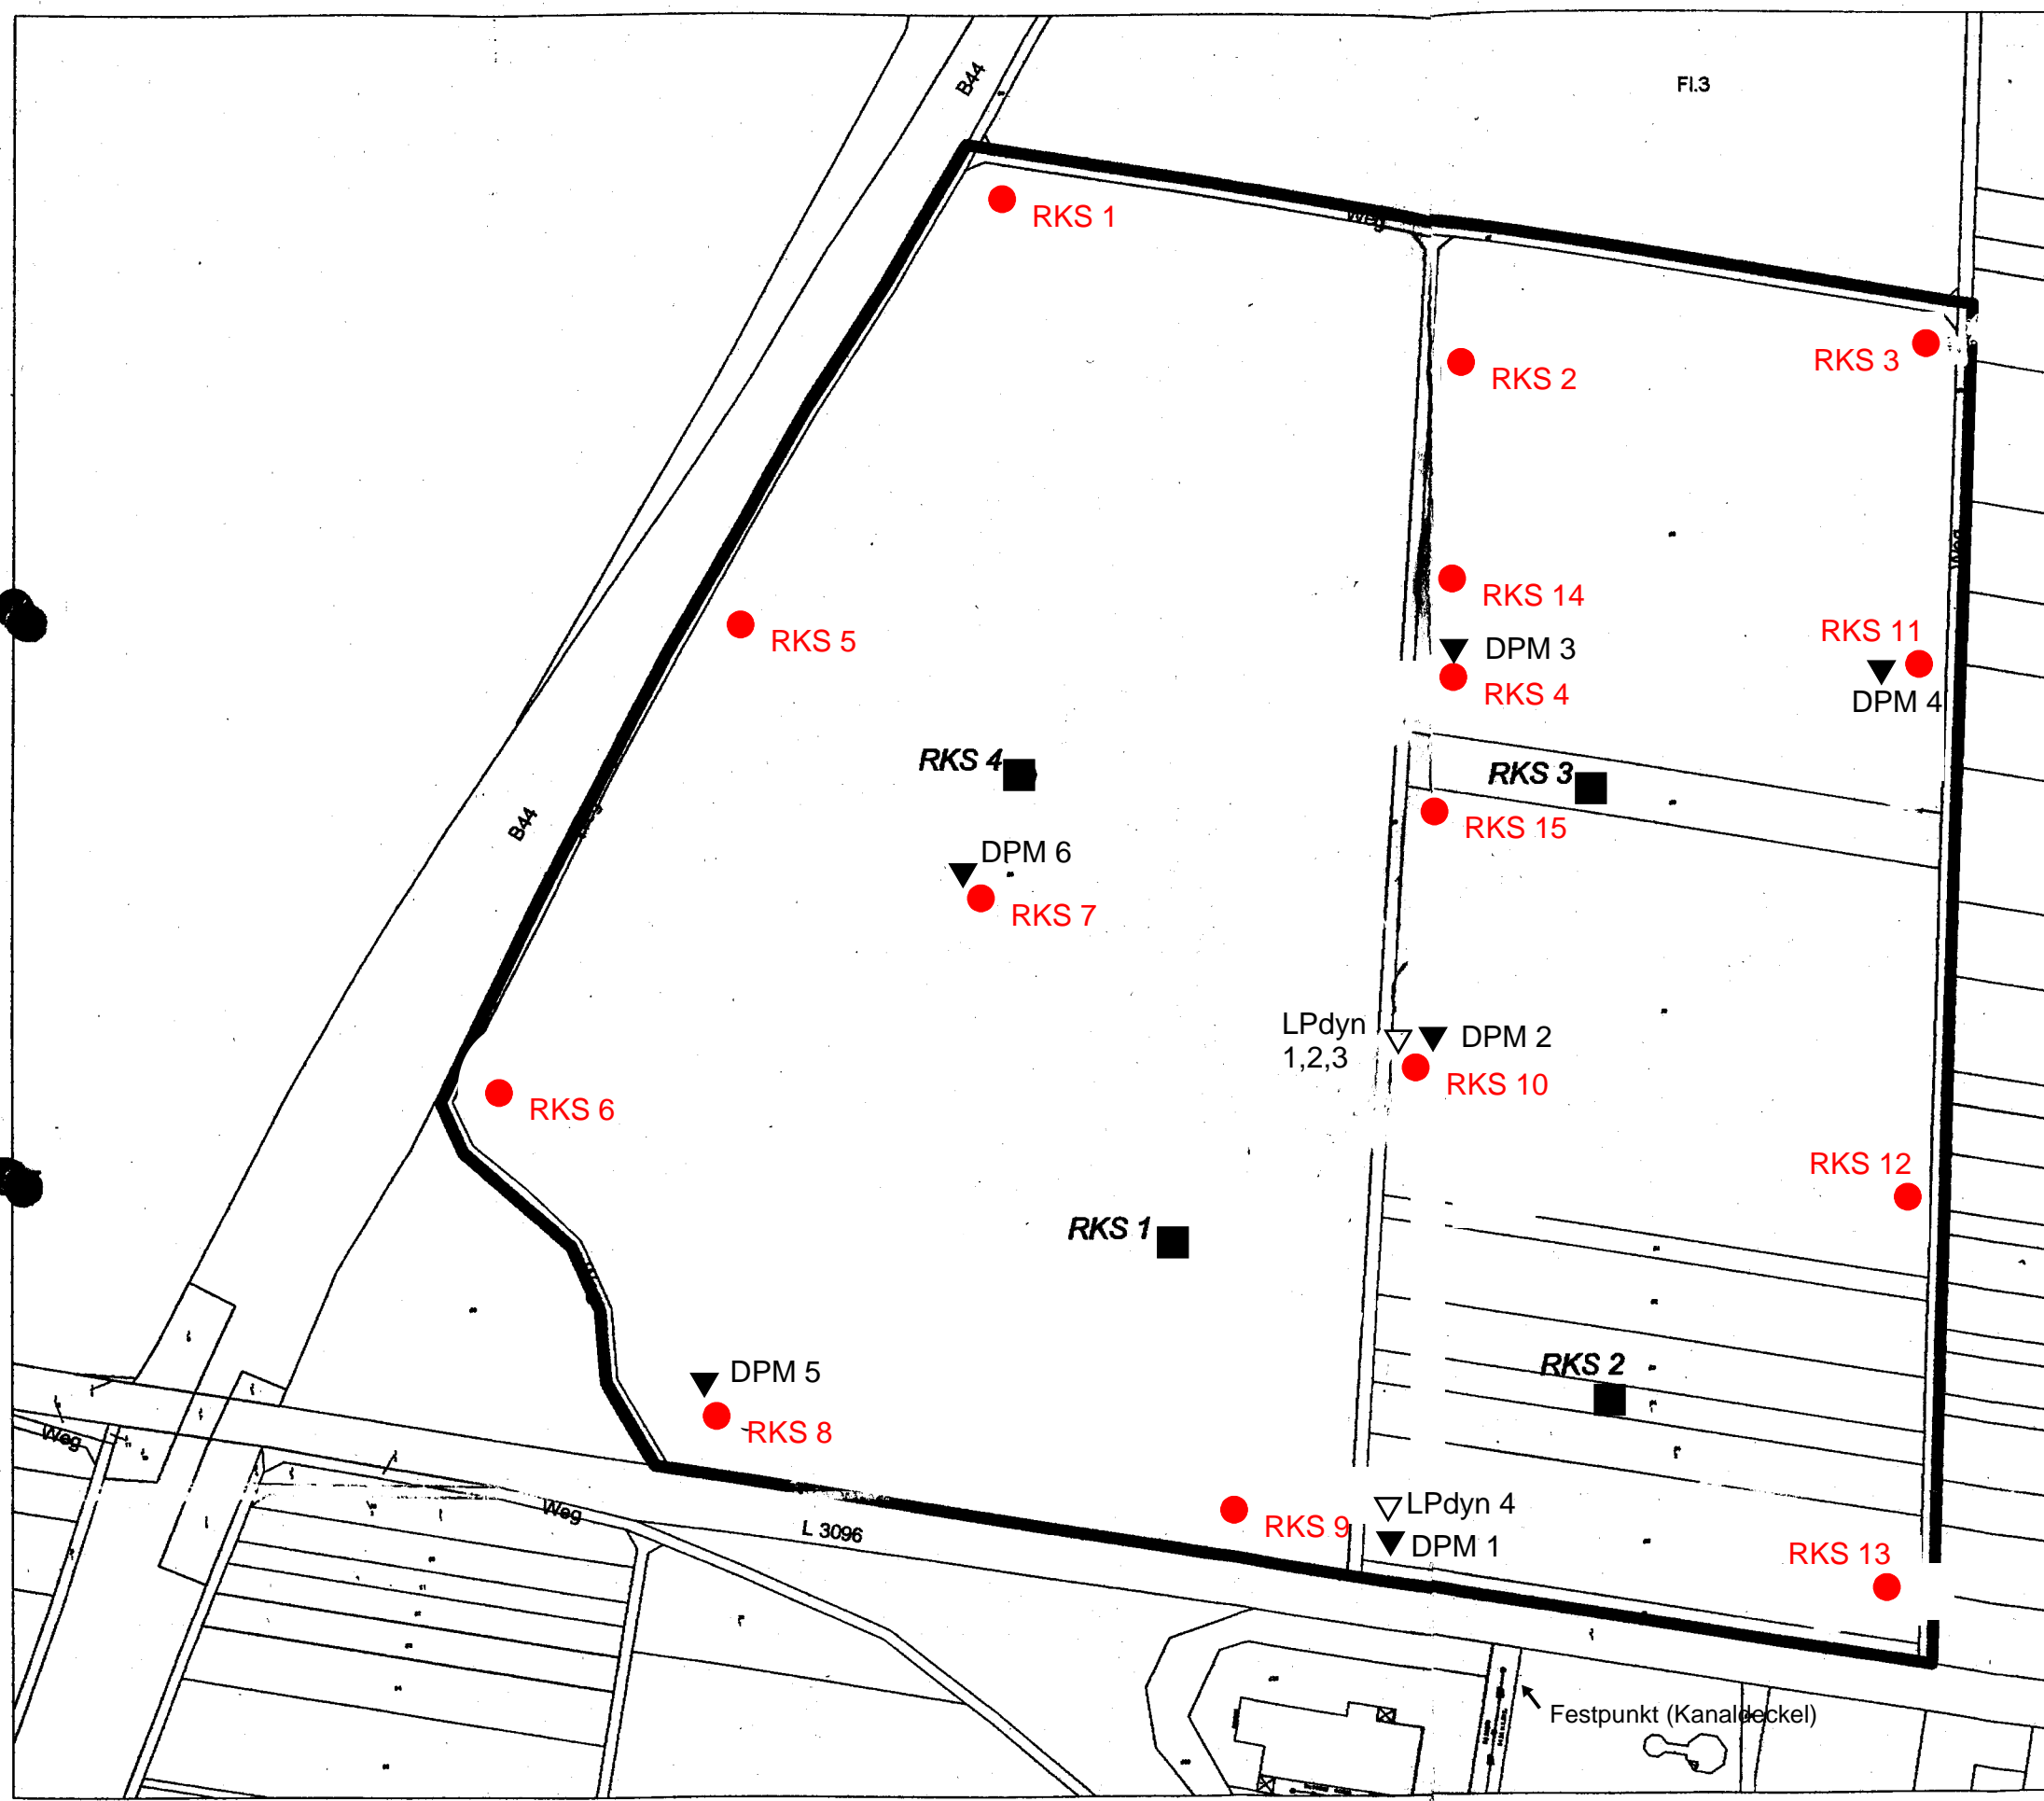 B44
Fl.3
RKS 1
Weg
RKS 3
RKS 2
Weg
RKS 14
RKS 11
RKS 5
DPM 3
RKS 4
DPM 4
RKS 4
RKS 3
B44
RKS 15
DPM 6
RKS 7
LPdyn
1,2,3
DPM 2
RKS 10
RKS 6
RKS 12
RKS 1
RKS 2
DPM 5
RKS 8
Weg
Weg
L 3096
RKS 9
LPdyn 4
DPM 1
RKS 13
Festpunkt (Kanaldeckel)